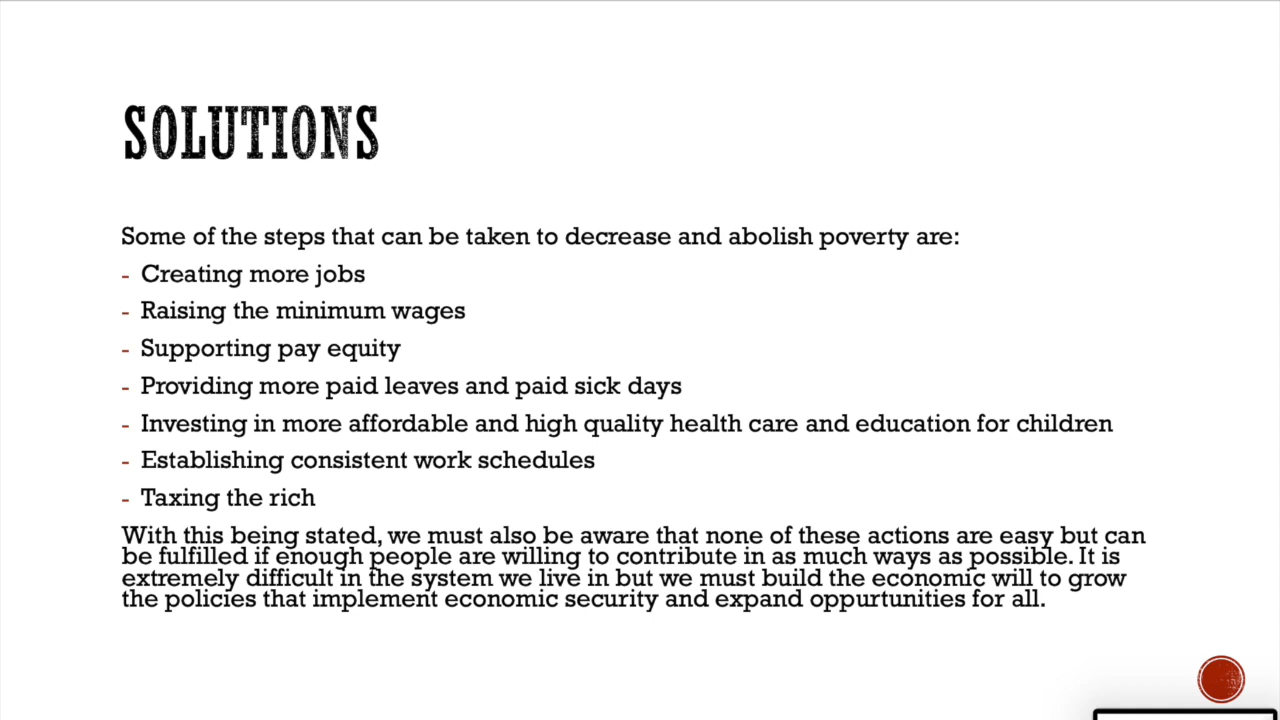 SOLUTIONS
Some of the steps that can be taken to decrease and abolish poverty are:
- Creating more jobs
- Raising the minimum wages
- Supporting pay equity
- Providing more paid leaves and paid sick days
- Investing in more affordable and high quality health care and education for children
- Establishing consistent work schedules
- Taxing the rich
With this being stated, we must also be aware that none of these actions are easy but can
be fulfilled if enough people are willing to contribute in as much ways as possible. It is
extremely difficult in the system we live in but we must build the economic will to grow
the policies that implement economic security and expand oppurtunities for all.